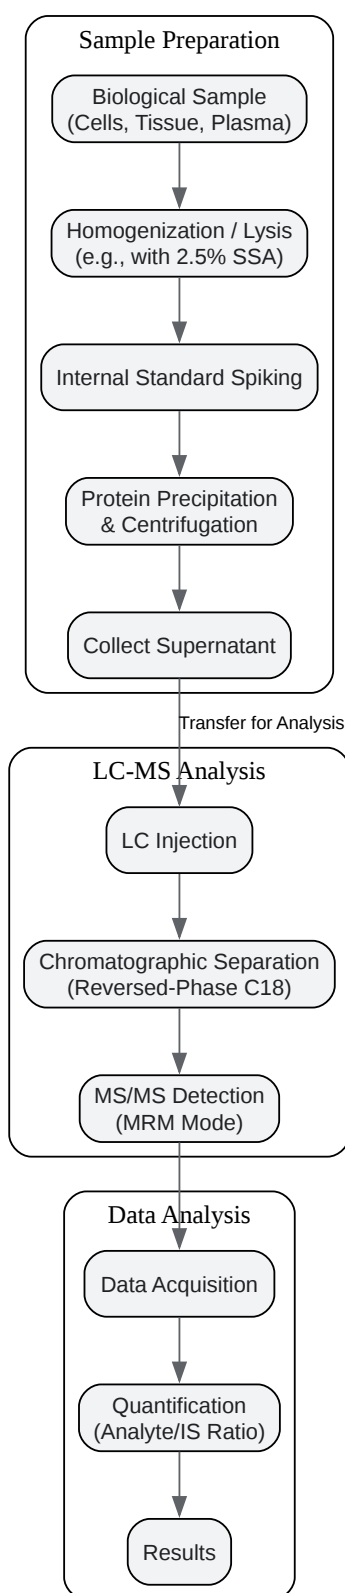 Sample Preparation
Biological Sample
(Cells, Tissue, Plasma)
Homogenization / Lysis
(e.g., with 2.5% SSA)
Internal Standard Spiking
Protein Precipitation
& Centrifugation
Collect Supernatant
Transfer for Analysis
LC-MS Analysis
LC Injection
Chromatographic Separation
(Reversed-Phase C18)
MS/MS Detection
(MRM Mode)
Data Analysis
Data Acquisition
Quantification
(Analyte/IS Ratio)
Results